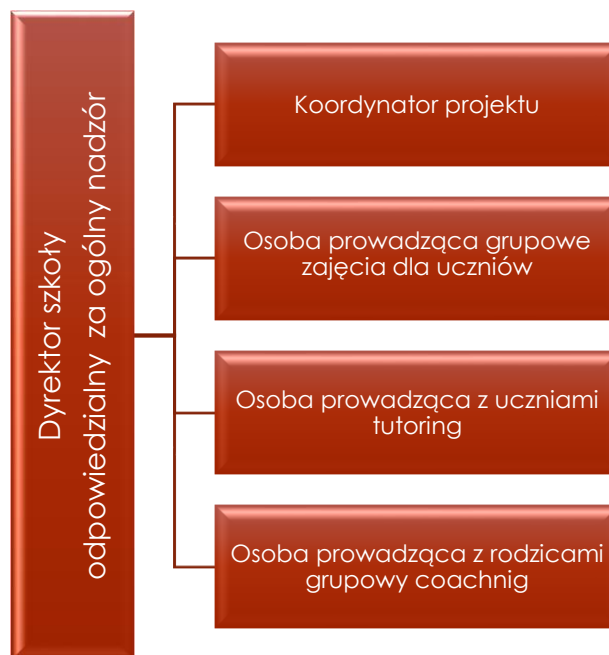 Dyrektor szkoły
odpowiedzialny za ogólny nadzór
Koordynator projektu
Osoba prowadząca grupowe
zajęcia dla uczniów
Osoba prowadząca z uczniami
tutoring
Osoba prowadząca z rodzicami
grupowy coachnig